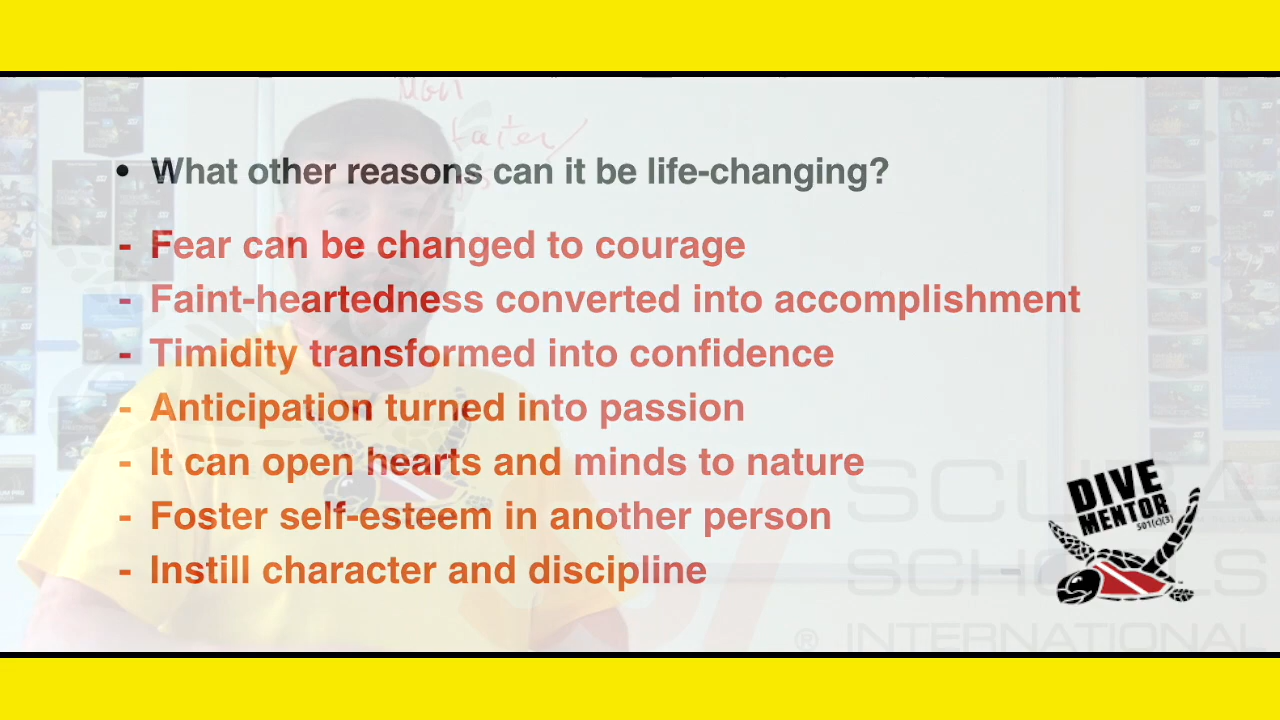 Mon
• What other reasons can it be life-changing?
- Fear can be changed to courage
- Faint-heartedness converted into accomplishment
- Timidity transformed into confidence
- Anticipation turned into passion
- It can open hearts and minds to nature
- Foster self-esteem in another person
- Instill character and discipline
DIVE
MENTOR
501(c)(3)
SCUBA
SCHOOLS
® INTERNATIONAL